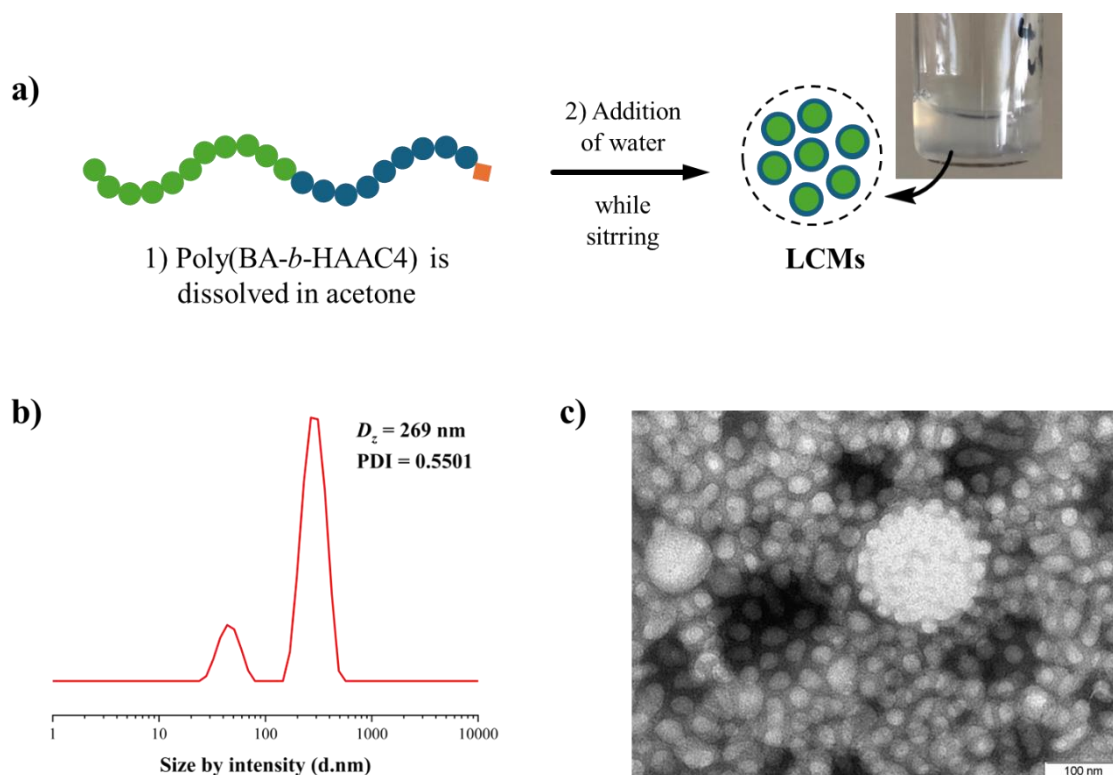 a)
1) Poly(BA-b-HAAC4) is
dissolved in acetone
2) Addition
of water
while
sitrring
LCMs
b)
D_z = 269 nm
PDI = 0.5501
1
10
100
1000
10000
Size by intensity (d.nm)
c)
100 nm